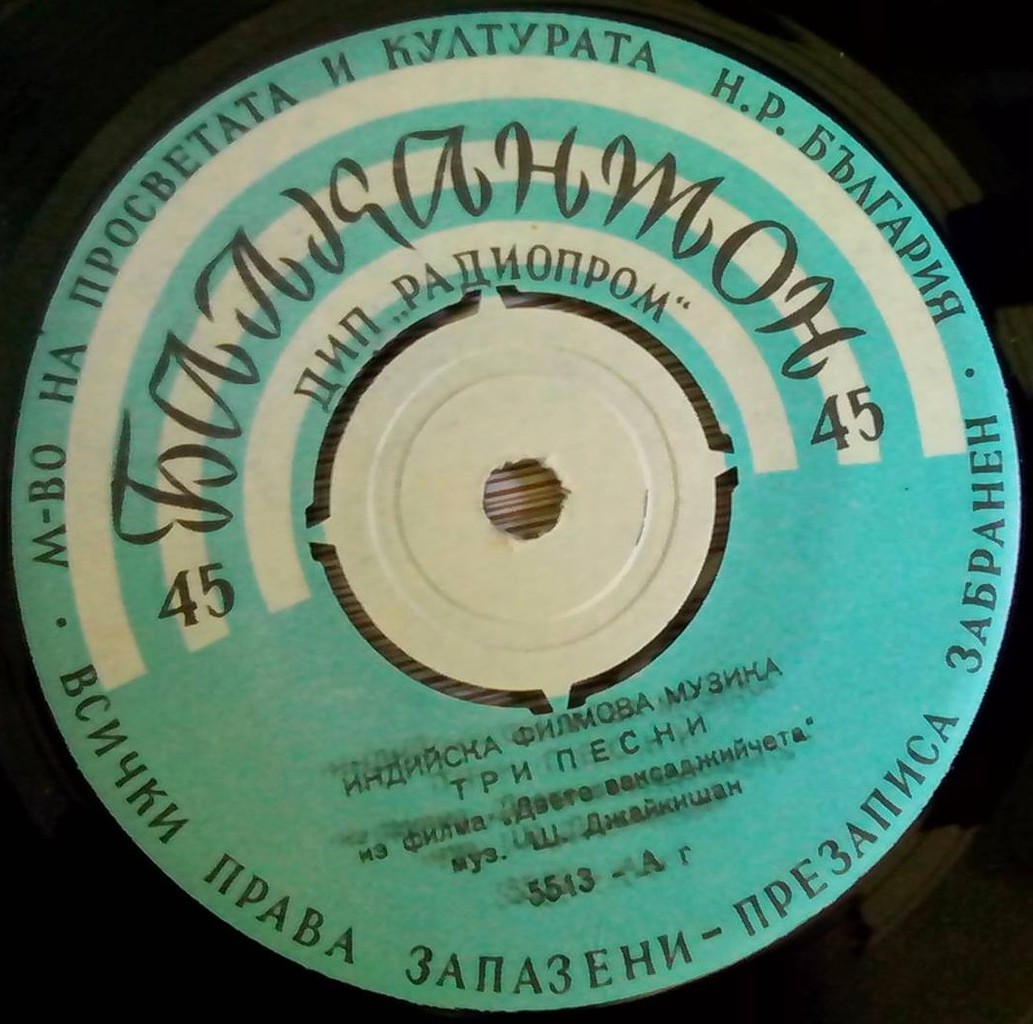 М-ВО НА ПРОСВЕТАТА И КУЛТУРАТА Н.Р. БЪЛГАРИЯ
БАЛКАНТОН
ДИП „РАДИОПРОМ“
45
45
ИНДИЙСКА ФИЛМОВА МУЗИКА
ТРИ ПЕСНИ
из филма „Двете ваксаджийчета“
муз. Ш. Джайкишан
5513 - А г
· ВСИЧКИ ПРАВА ЗАПАЗЕНИ - ПРЕЗАПИСА ЗАБРАНЕН ·